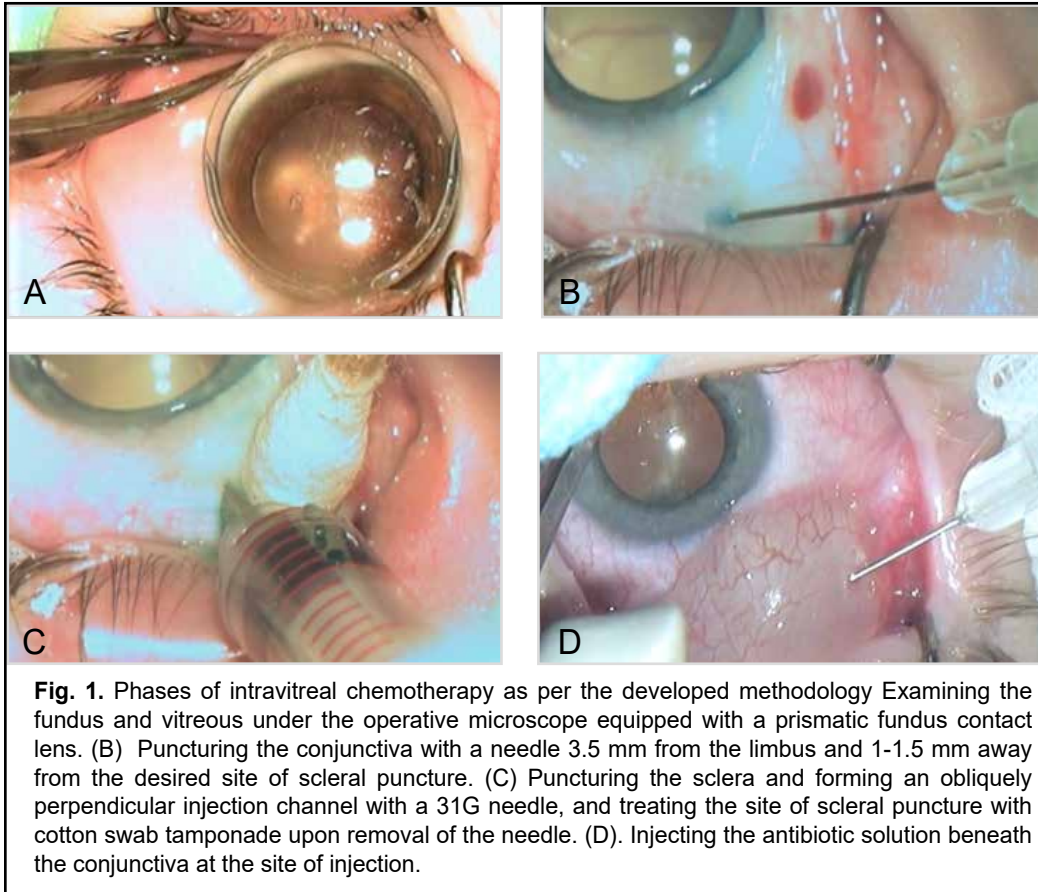 A
B
C
D
Fig. 1. Phases of intravitreal chemotherapy as per the developed methodology Examining the
fundus and vitreous under the operative microscope equipped with a prismatic fundus contact
lens. (B) Puncturing the conjunctiva with a needle 3.5 mm from the limbus and 1-1.5 mm away
from the desired site of scleral puncture. (C) Puncturing the sclera and forming an obliquely
perpendicular injection channel with a 31G needle, and treating the site of scleral puncture with
cotton swab tamponade upon removal of the needle. (D). Injecting the antibiotic solution beneath
the conjunctiva at the site of injection.